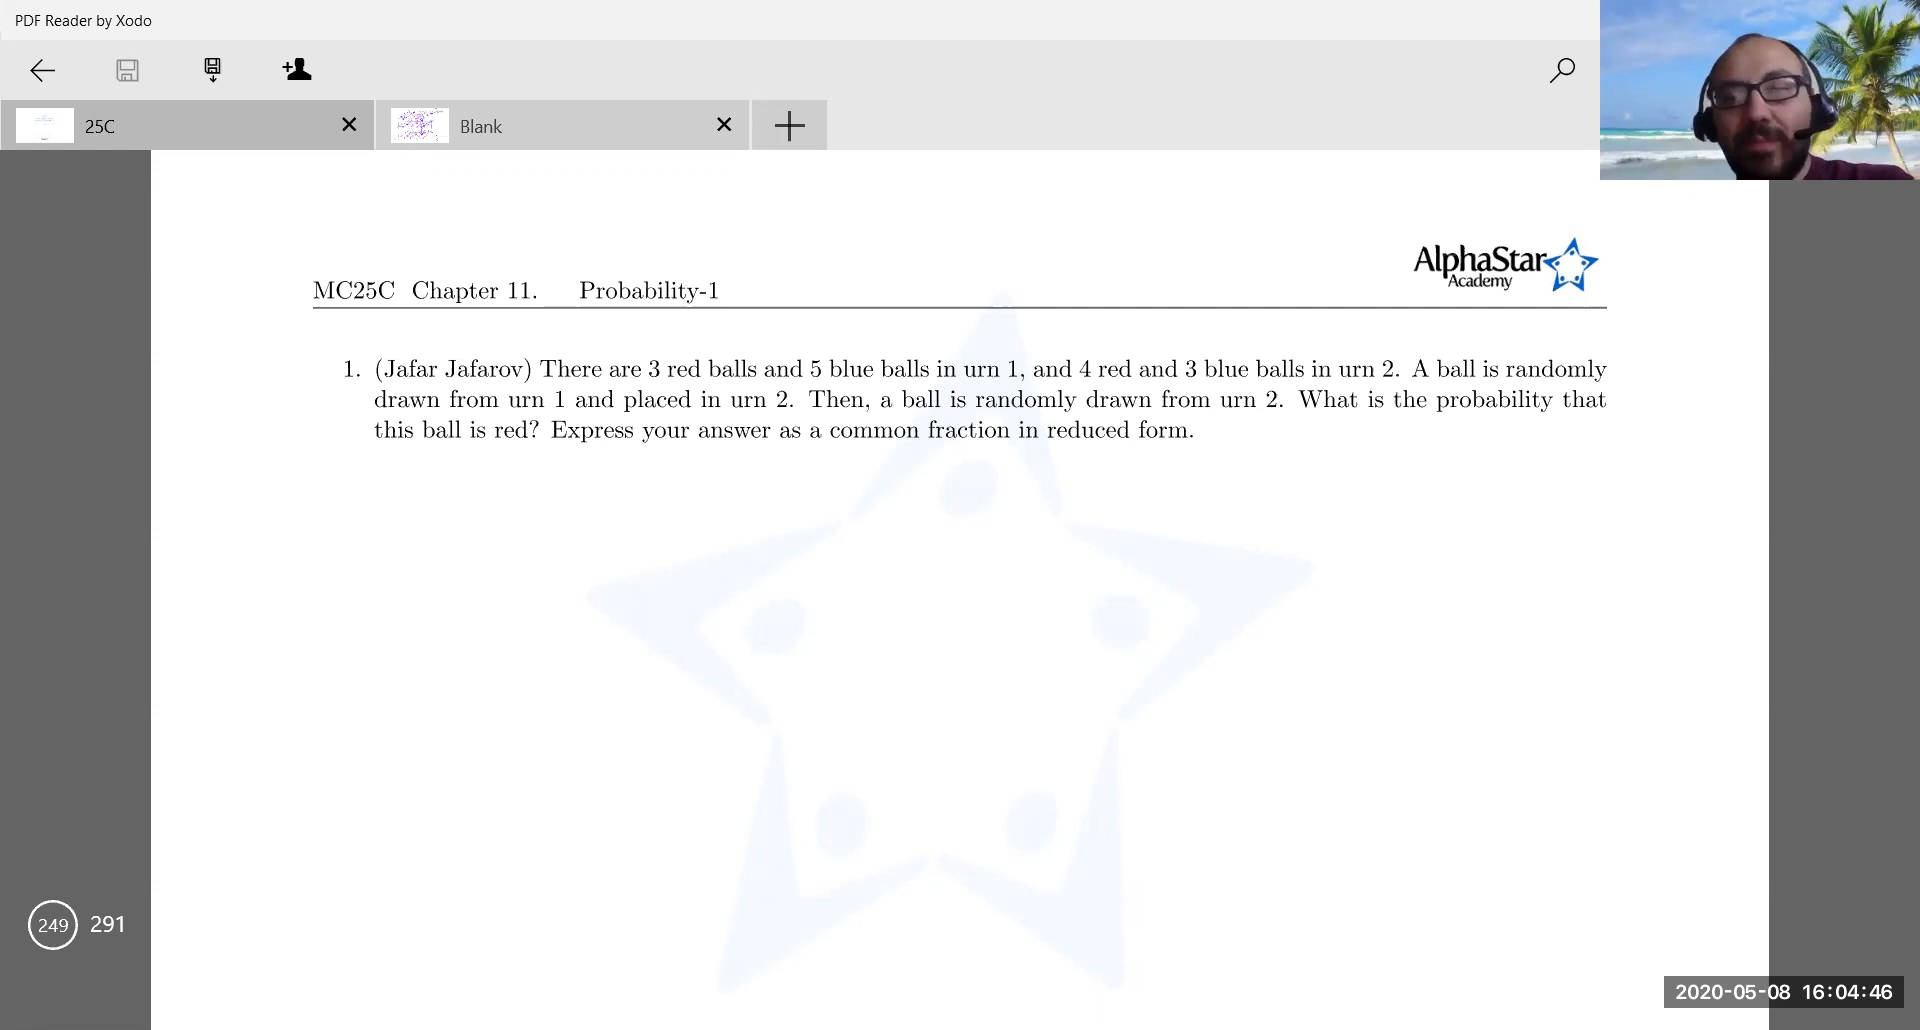 PDF Reader by Xodo
25C
Blank
AlphaStar
Academy
MC25C Chapter 11. Probability-1
1. (Jafar Jafarov) There are 3 red balls and 5 blue balls in urn 1, and 4 red and 3 blue balls in urn 2. A ball is randomly
drawn from urn 1 and placed in urn 2. Then, a ball is randomly drawn from urn 2. What is the probability that
this ball is red? Express your answer as a common fraction in reduced form.
249 291
2020-05-08 16:04:46